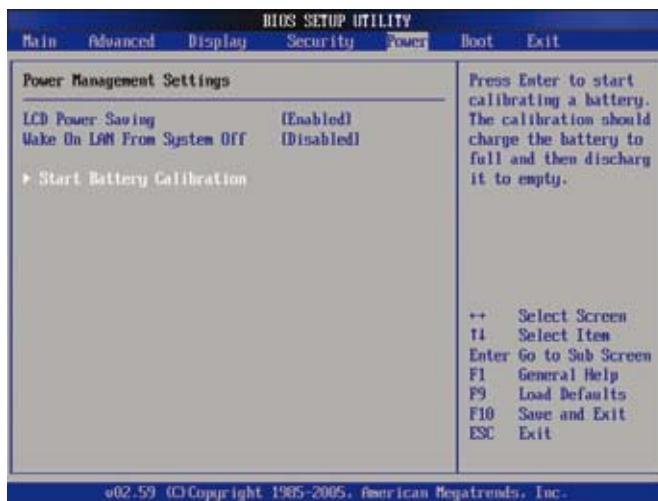 BIOS SETUP UTILITY
Main Advanced Display Security Power Boot Exit
Power Management Settings
LCD Power Saving [Enabled]
Wake On LAN From System Off [Disabled]
▸ Start Battery Calibration
Press Enter to start
calibrating a battery.
The calibration should
charge the battery to
full and then discharg
it to empty.
↔ Select Screen
↑↓ Select Item
Enter Go to Sub Screen
F1 General Help
F9 Load Defaults
F10 Save and Exit
ESC Exit
v02.59 (C)Copyright 1985-2005, American Megatrends, Inc.